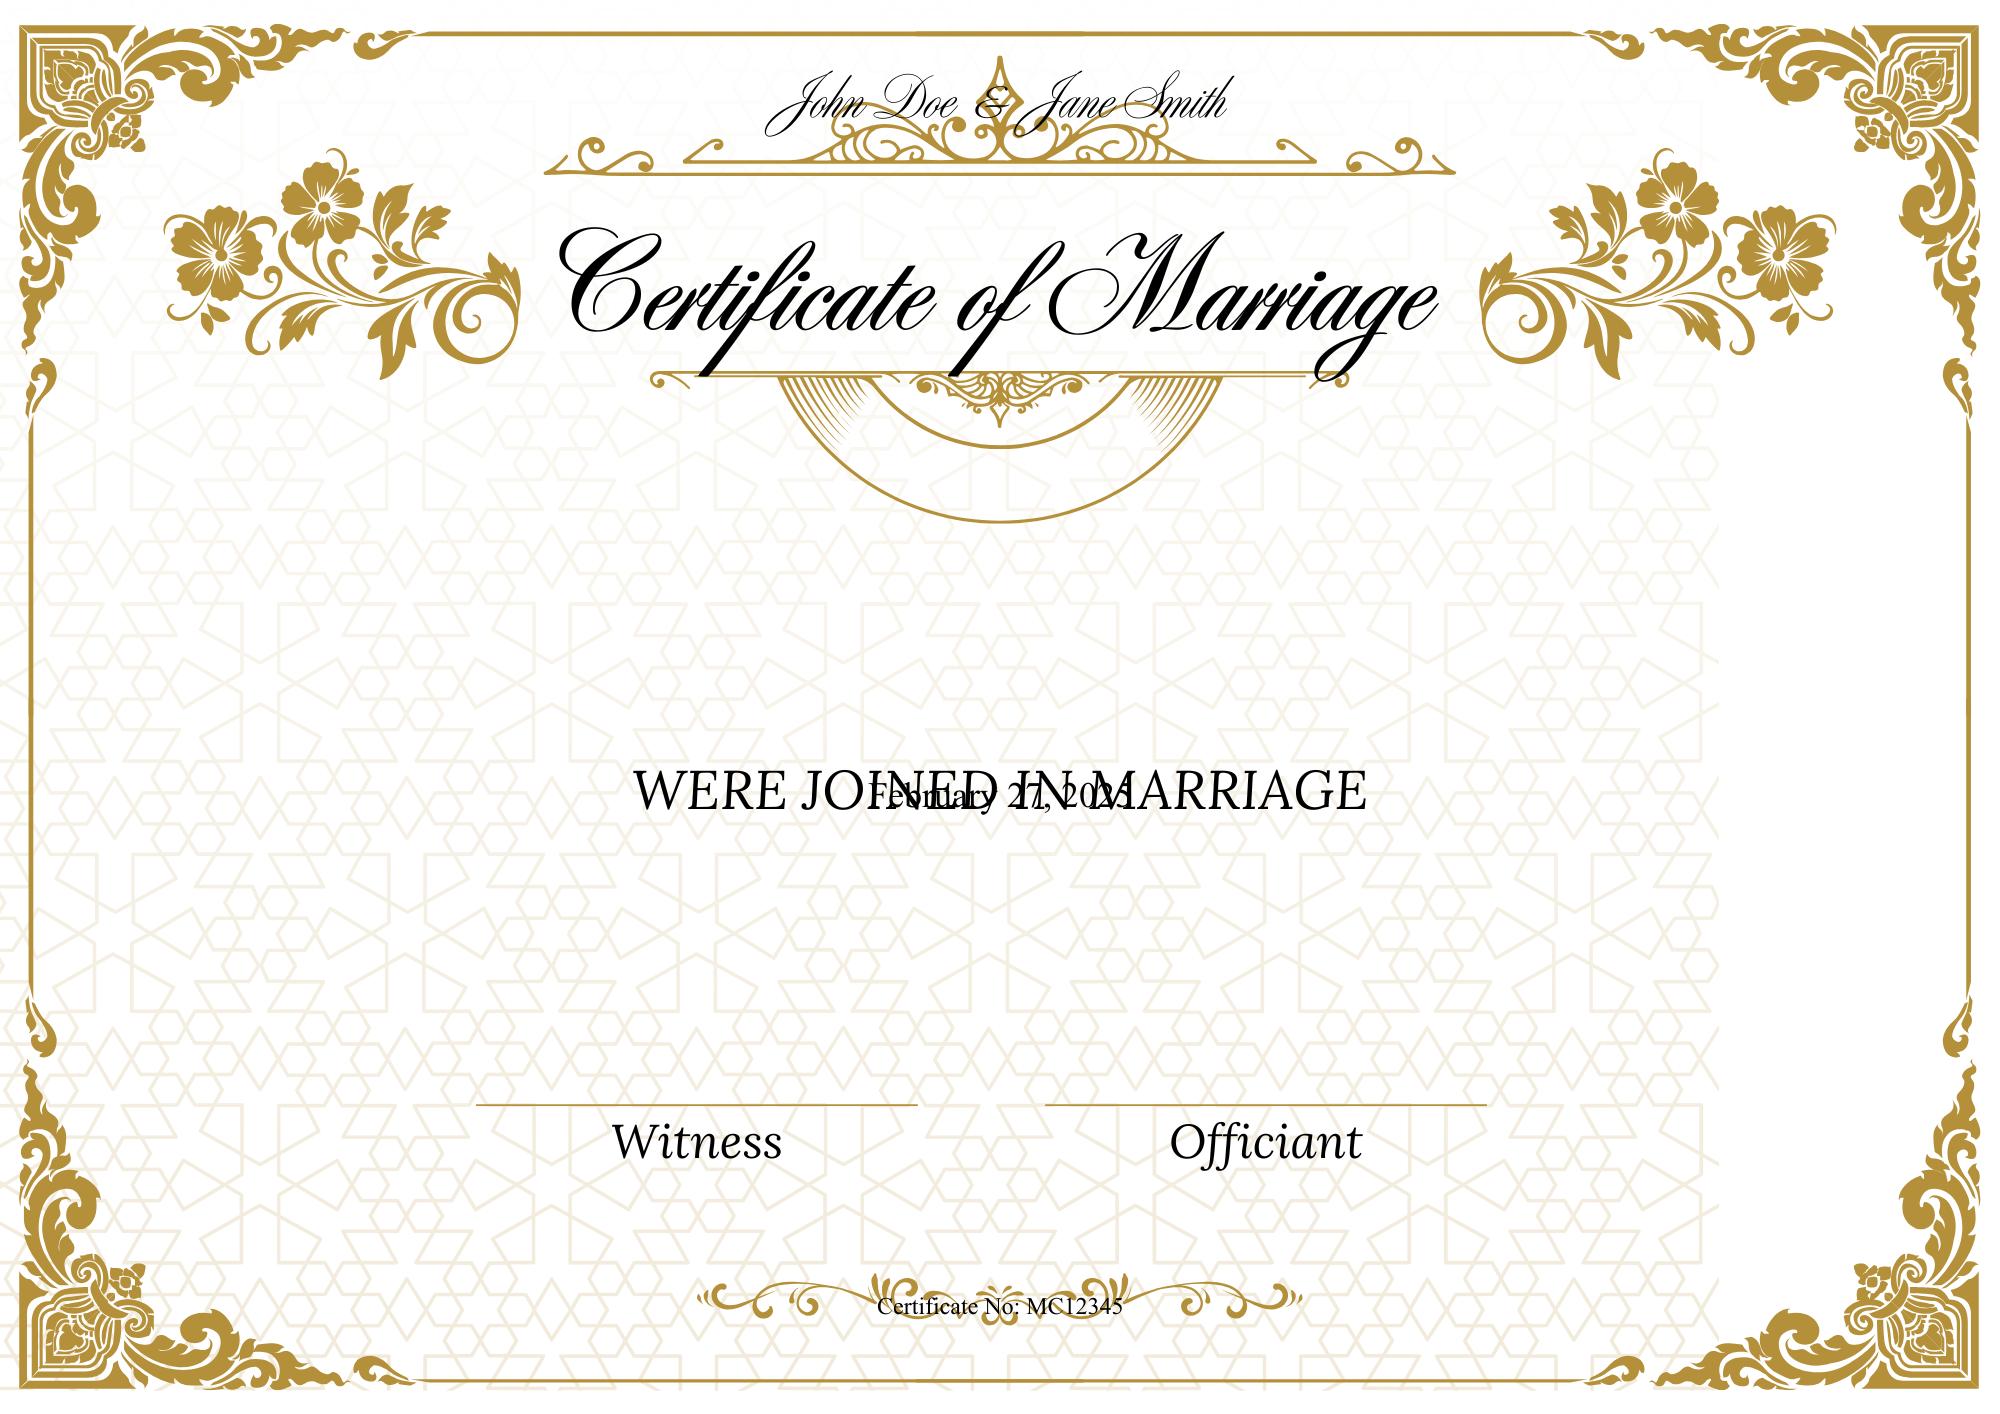 John Doe & Jane Smith
Certificate of Marriage
WERE JOINED IN MARRIAGE
February 27, 2025
Witness
Officiant
Certificate No: MC12345